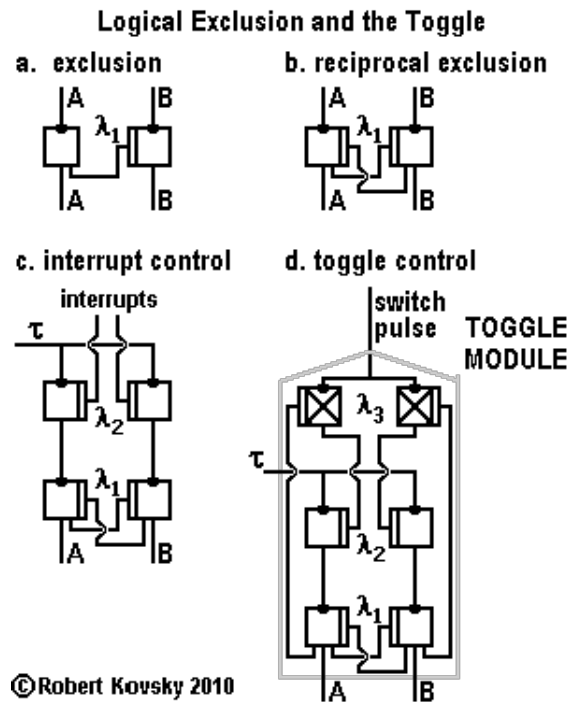 Logical Exclusion and the Toggle
a. exclusion
b. reciprocal exclusion
A B
λ1
A B
A B
λ1
A B
c. interrupt control
interrupts
τ
λ2
λ1
A B
d. toggle control
switch
pulse
TOGGLE
MODULE
λ3
τ
λ2
λ1
A B
©Robert Kovsky 2010